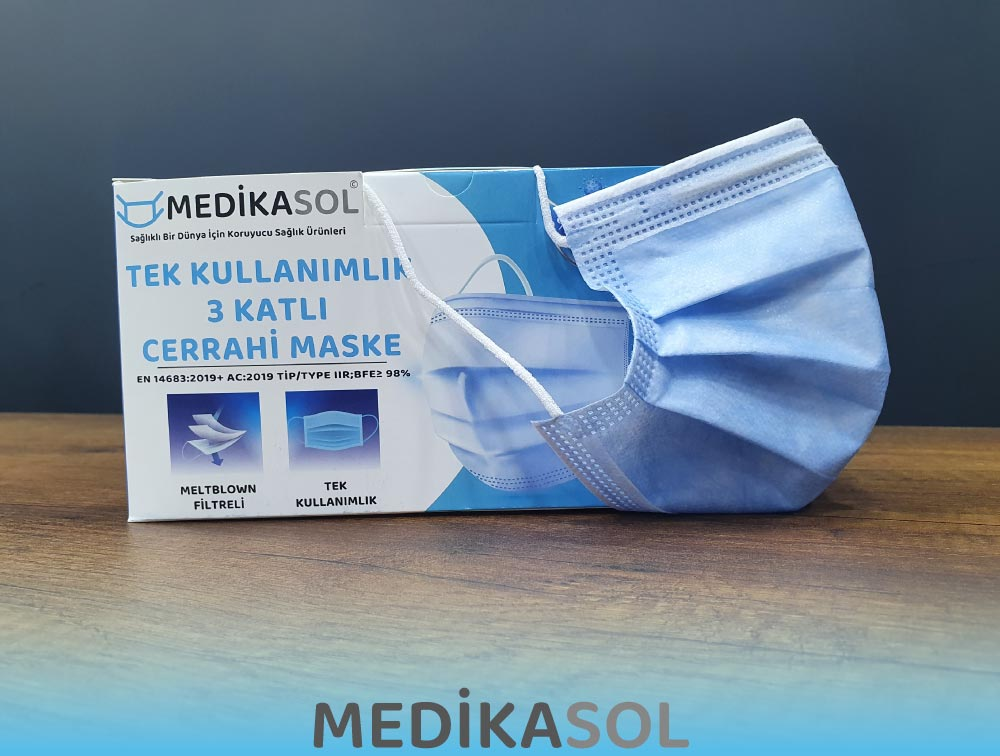 MEDİKASOL©
Sağlıklı Bir Dünya İçin Koruyucu Sağlık Ürünleri
TEK KULLANIMLIK
3 KATLI
CERRAHİ MASKE
EN 14683:2019+ AC:2019 TİP/TYPE IIR;BFE≥ 98%
MELTBLOWN
FİLTRELİ
TEK
KULLANIMLIK
MEDİKASOL